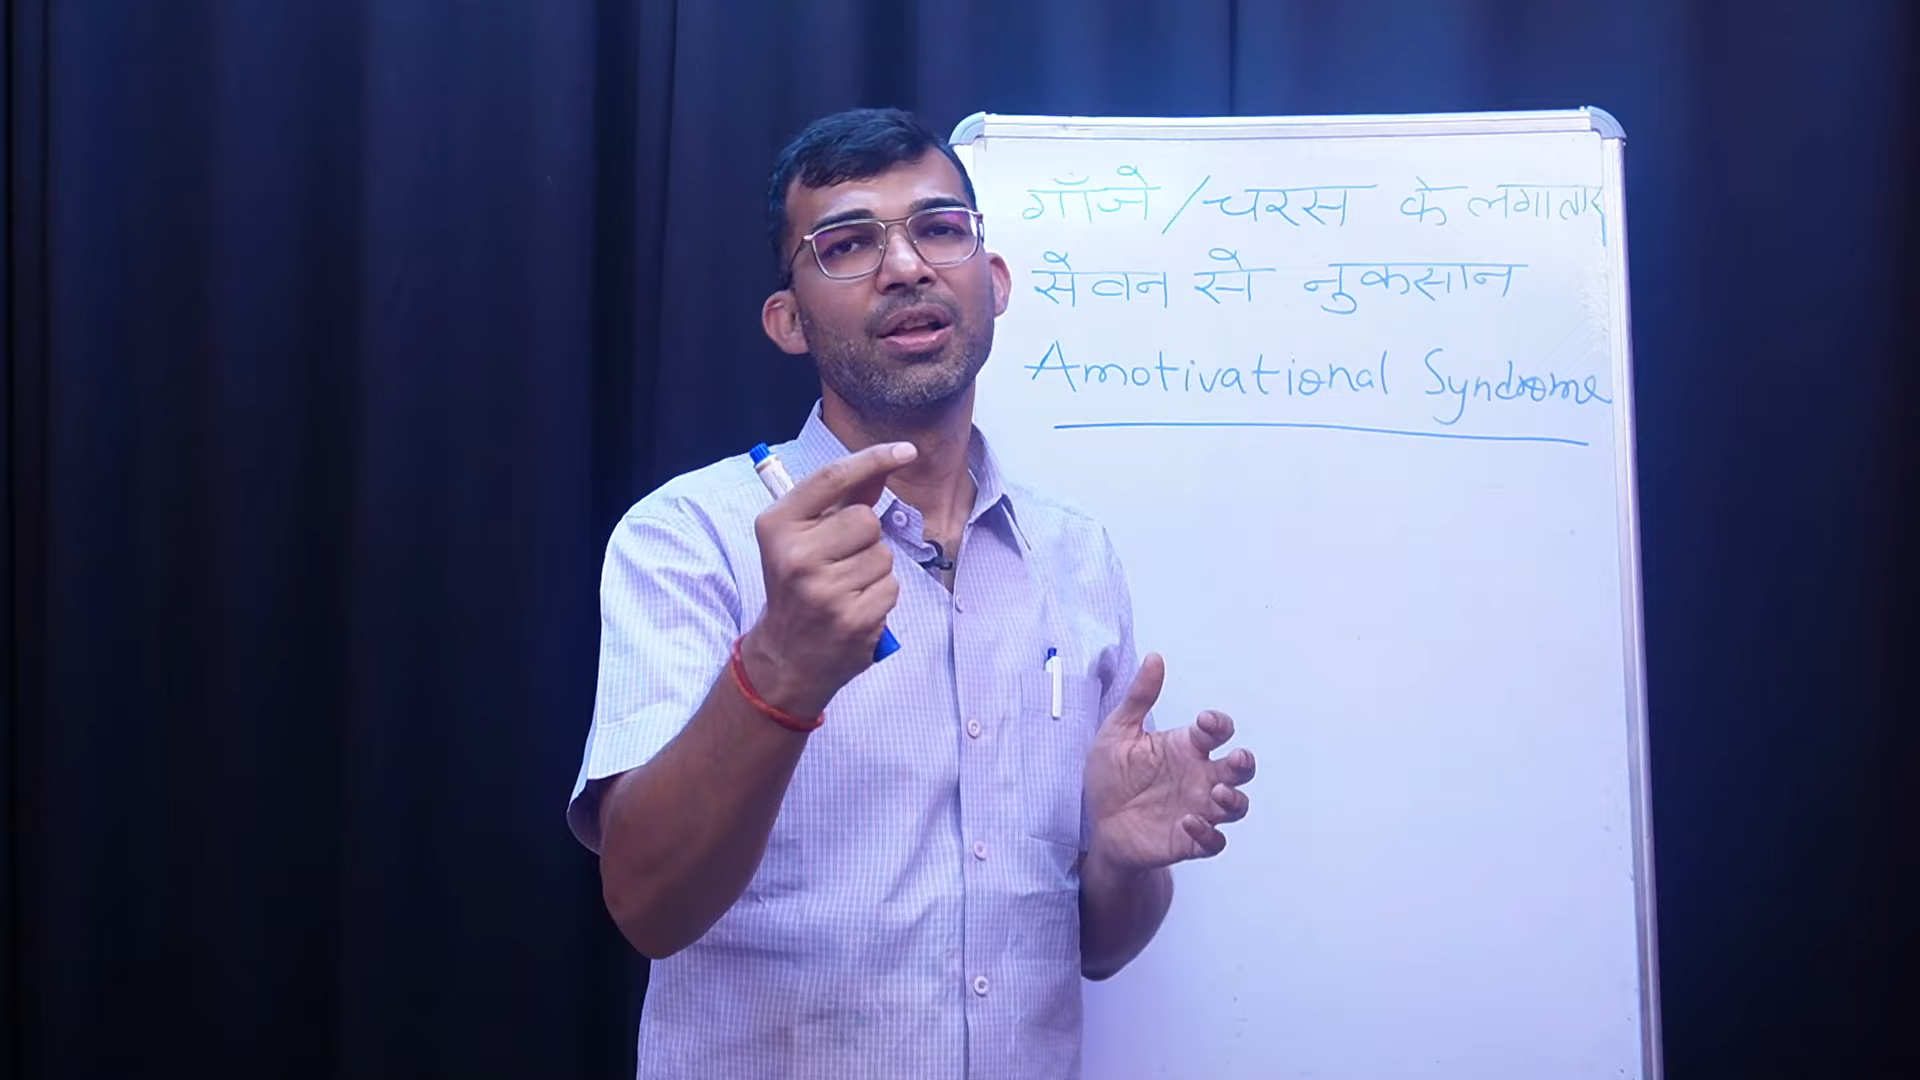 गाँजे/चरस के लगातार
सेवन से नुकसान
Amotivational Syndrome